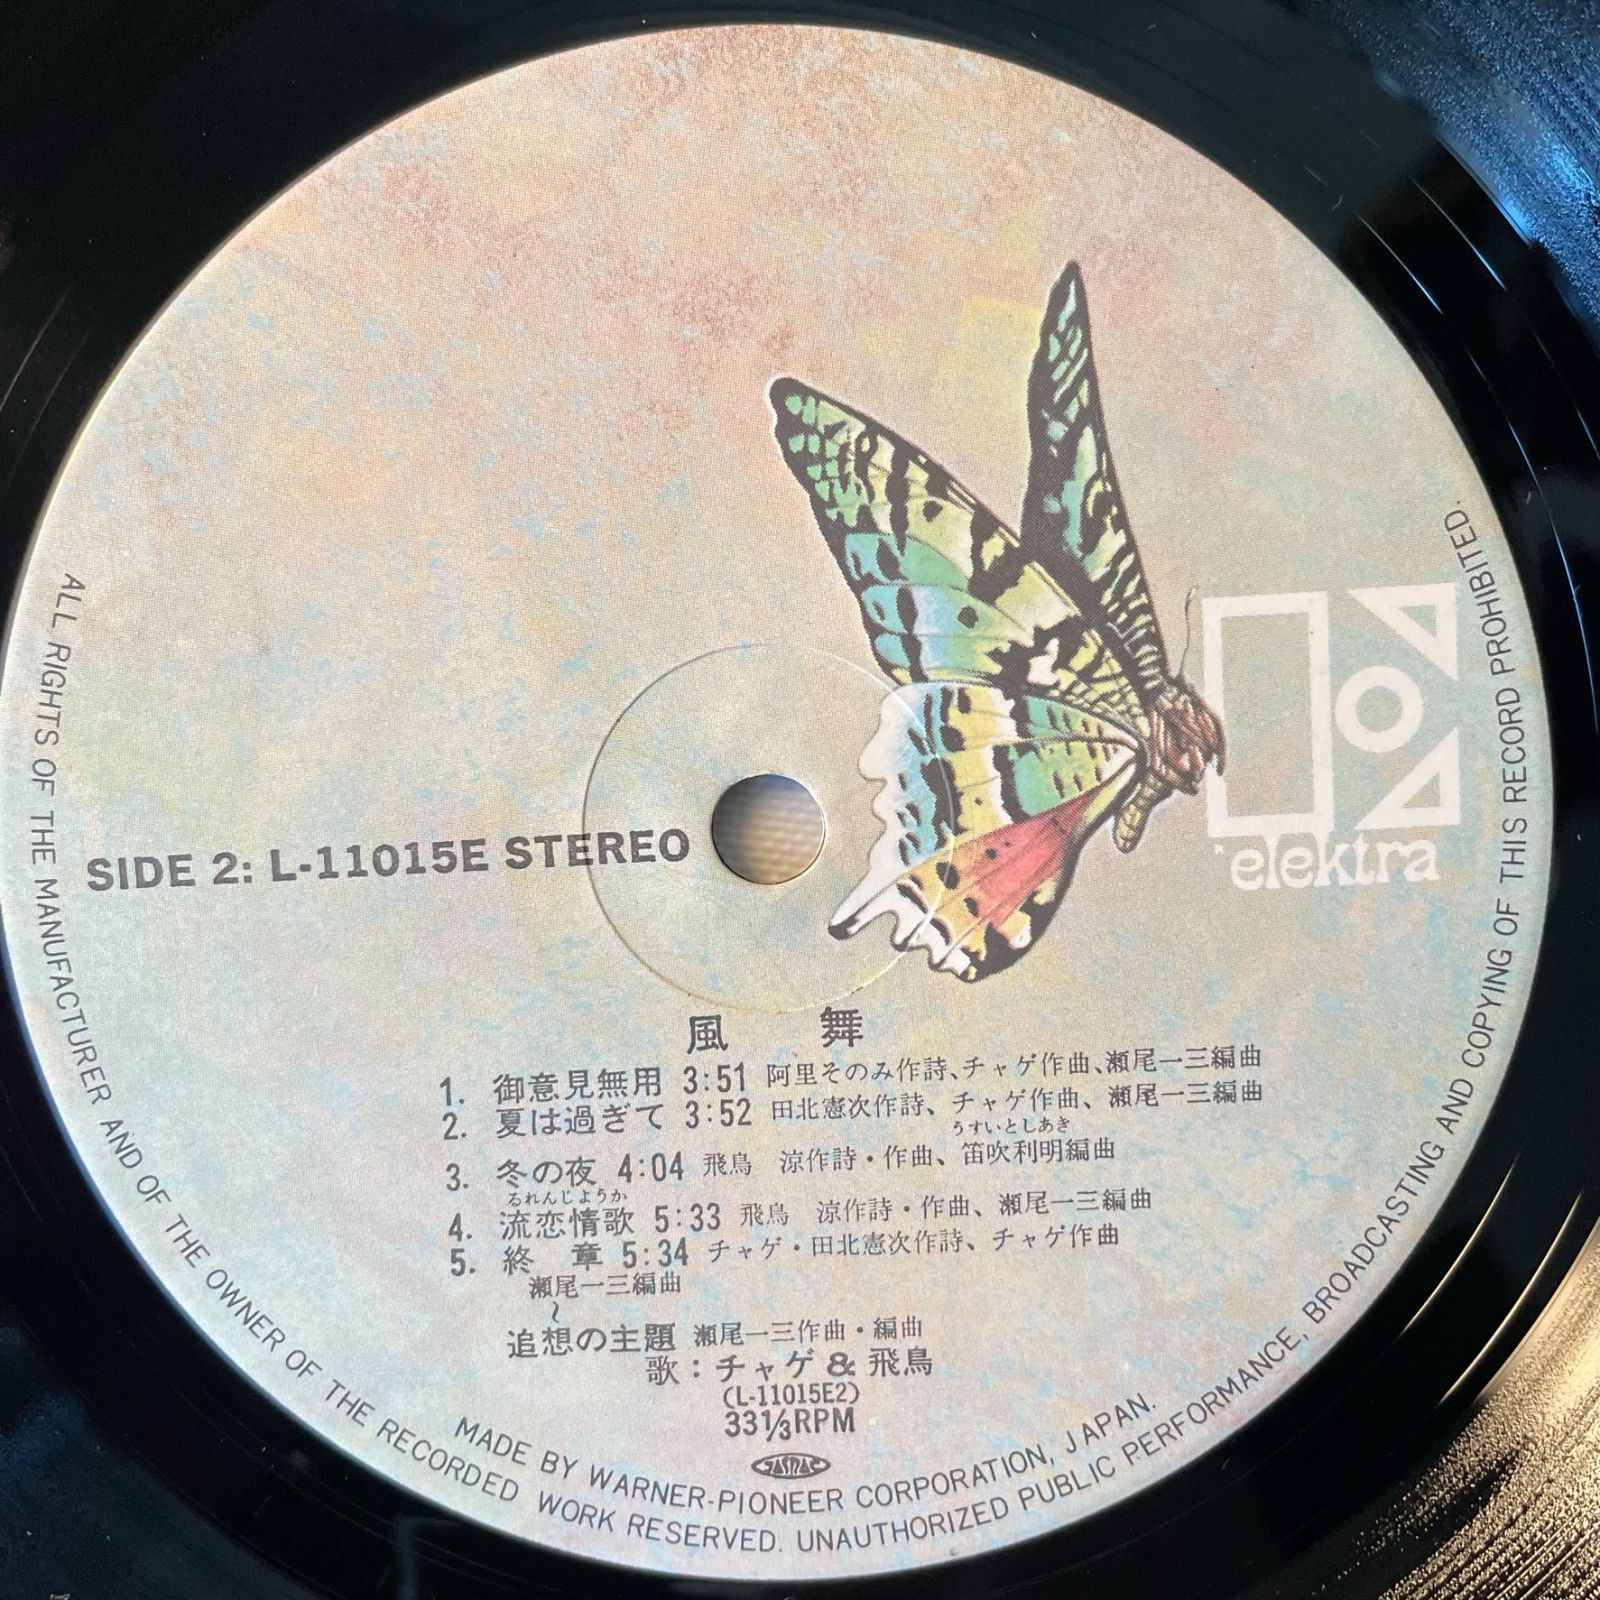 elektra
SIDE 2: L-11015E STEREO
風 舞
1. 御意見無用 3:51 阿里そのみ作詩、チャゲ作曲、瀬尾一三編曲
2. 夏は過ぎて 3:52 田北憲次作詩、チャゲ作曲、瀬尾一三編曲
うすいとしあき
3. 冬の夜 4:04 飛鳥 涼作詩・作曲、笛吹利明編曲
るれんじょうか
4. 流恋情歌 5:33 飛鳥 涼作詩・作曲、瀬尾一三編曲
5. 終 章 5:34 チャゲ・田北憲次作詩、チャゲ作曲
瀬尾一三編曲
〜
追想の主題 瀬尾一三作曲・編曲
歌:チャゲ&飛鳥
(L-11015E2)
33⅓RPM
JASRAC
MADE BY WARNER-PIONEER CORPORATION, JAPAN.
ALL RIGHTS OF THE MANUFACTURER AND OF THE OWNER OF THE RECORDED WORK RESERVED. UNAUTHORIZED PUBLIC PERFORMANCE, BROADCASTING AND COPYING OF THIS RECORD PROHIBITED.